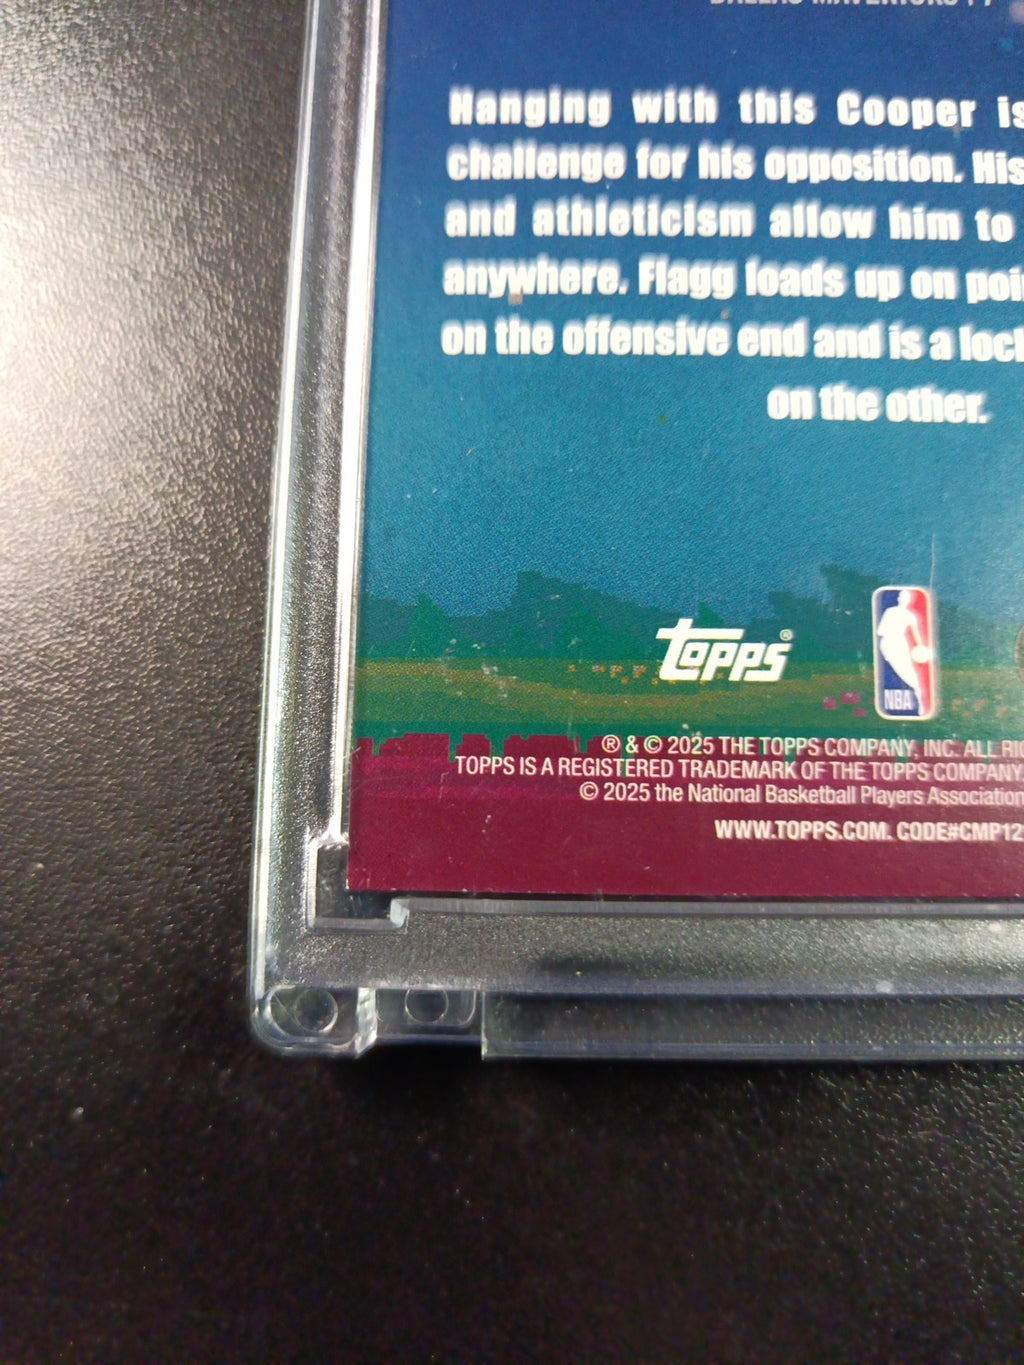 DALLAS MAVERICKS
Hanging with this Cooper is
challenge for his opposition. His
and athleticism allow him to
anywhere. Flagg loads up on poi
on the offensive end and is a lock
on the other.
topps®
NBA
® & © 2025 THE TOPPS COMPANY, INC. ALL RIG
TOPPS IS A REGISTERED TRADEMARK OF THE TOPPS COMPANY
© 2025 the National Basketball Players Association
WWW.TOPPS.COM. CODE#CMP12